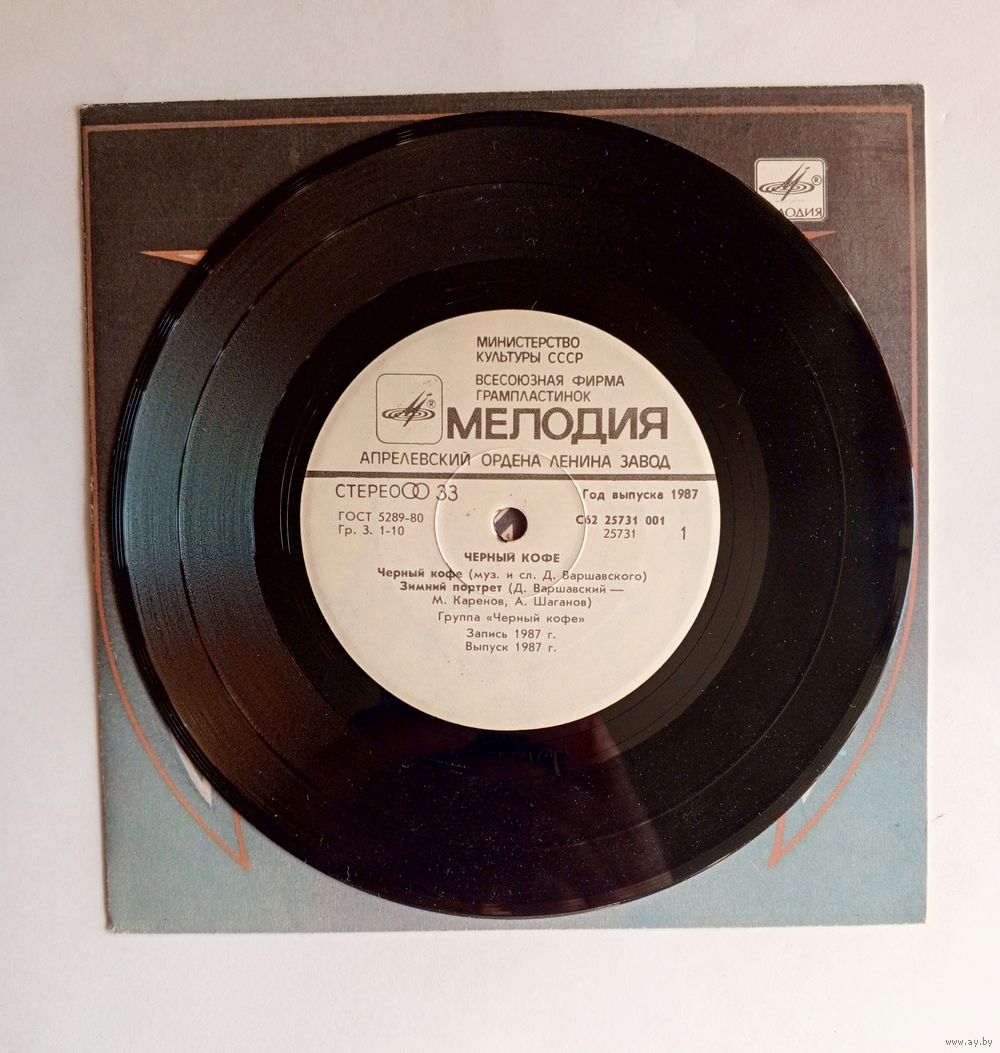 МИНИСТЕРСТВО
КУЛЬТУРЫ СССР
ВСЕСОЮЗНАЯ ФИРМА
ГРАМПЛАСТИНОК
МЕЛОДИЯ
АПРЕЛЕВСКИЙ ОРДЕНА ЛЕНИНА ЗАВОД
СТЕРЕО 33
Год выпуска 1987
ГОСТ 5289-80
Гр. 3. 1-10
С62 25731 001
25731
1
ЧЕРНЫЙ КОФЕ
Черный кофе (муз. и сл. Д. Варшавского)
Зимний портрет (Д. Варшавский —
М. Каренов, А. Шаганов)
Группа «Черный кофе»
Запись 1987 г.
Выпуск 1987 г.
www.ay.by